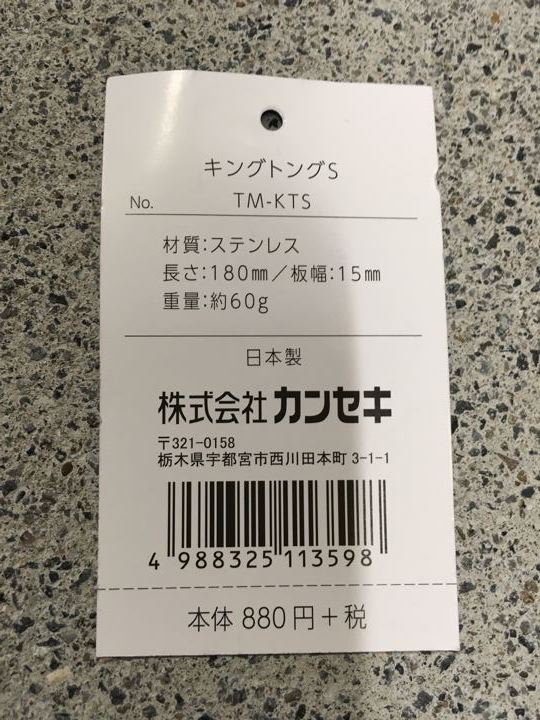 キングトングS
No. TM-KTS
材質:ステンレス
長さ:180㎜／板幅:15㎜
重量:約60g
日本製
株式会社 カンセキ
〒321-0158
栃木県宇都宮市西川田本町 3-1-1
4 988325 113598
本体 880 円＋税